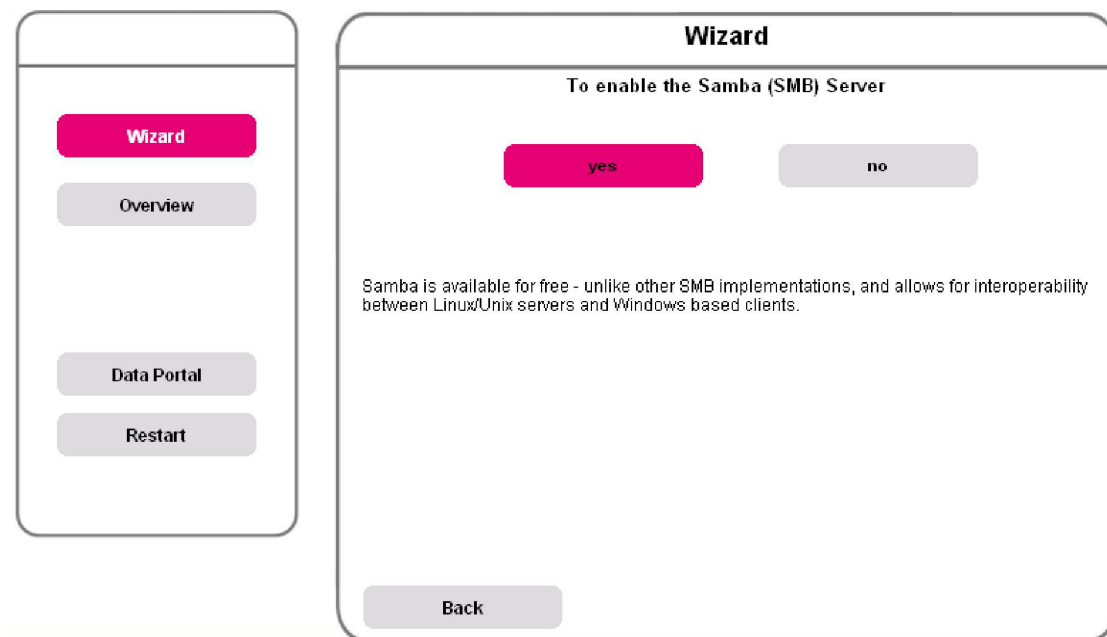 Wizard
Overview
Data Portal
Restart
Wizard
To enable the Samba (SMB) Server
yes
no
Samba is available for free - unlike other SMB implementations, and allows for interoperability
between Linux/Unix servers and Windows based clients.
Back